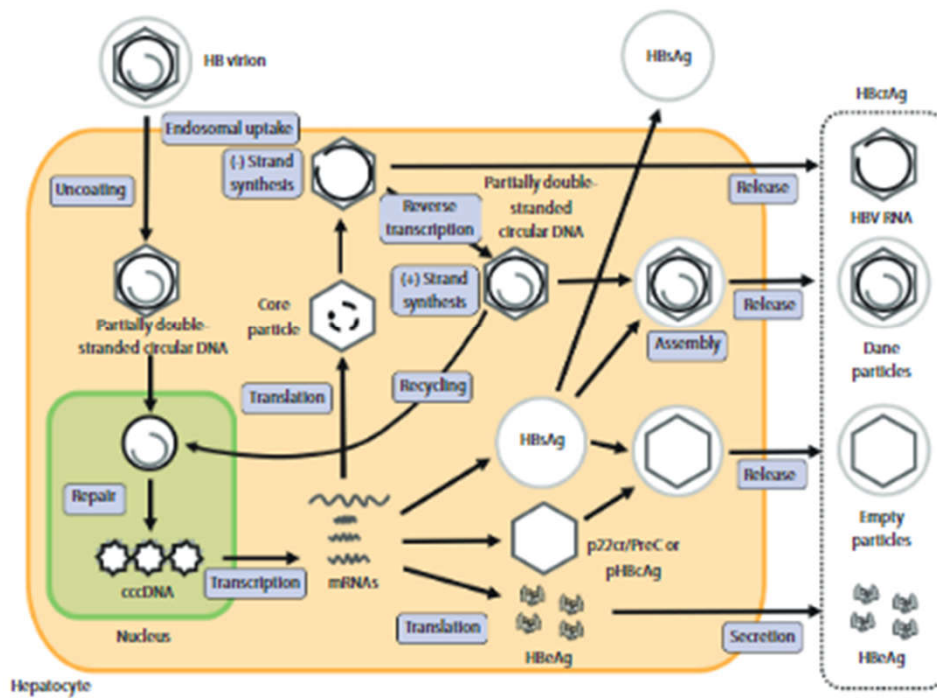 HB virion
HBsAg
HBcrAg
Endosomal uptake
(-) Strand
synthesis
Uncoating
Reverse
transcription
Partially double-
stranded
circular DNA
Release
HBV RNA
(+) Strand
synthesis
Core
particle
Partially double-
stranded circular DNA
Release
Assembly
Dane
particles
Translation
Recycling
HBsAg
Repair
Release
Empty
particles
p22cr/PreC or
pHBcAg
cccDNA
Transcription
mRNAs
Nucleus
Translation
HBeAg
Secretion
HBeAg
Hepatocyte